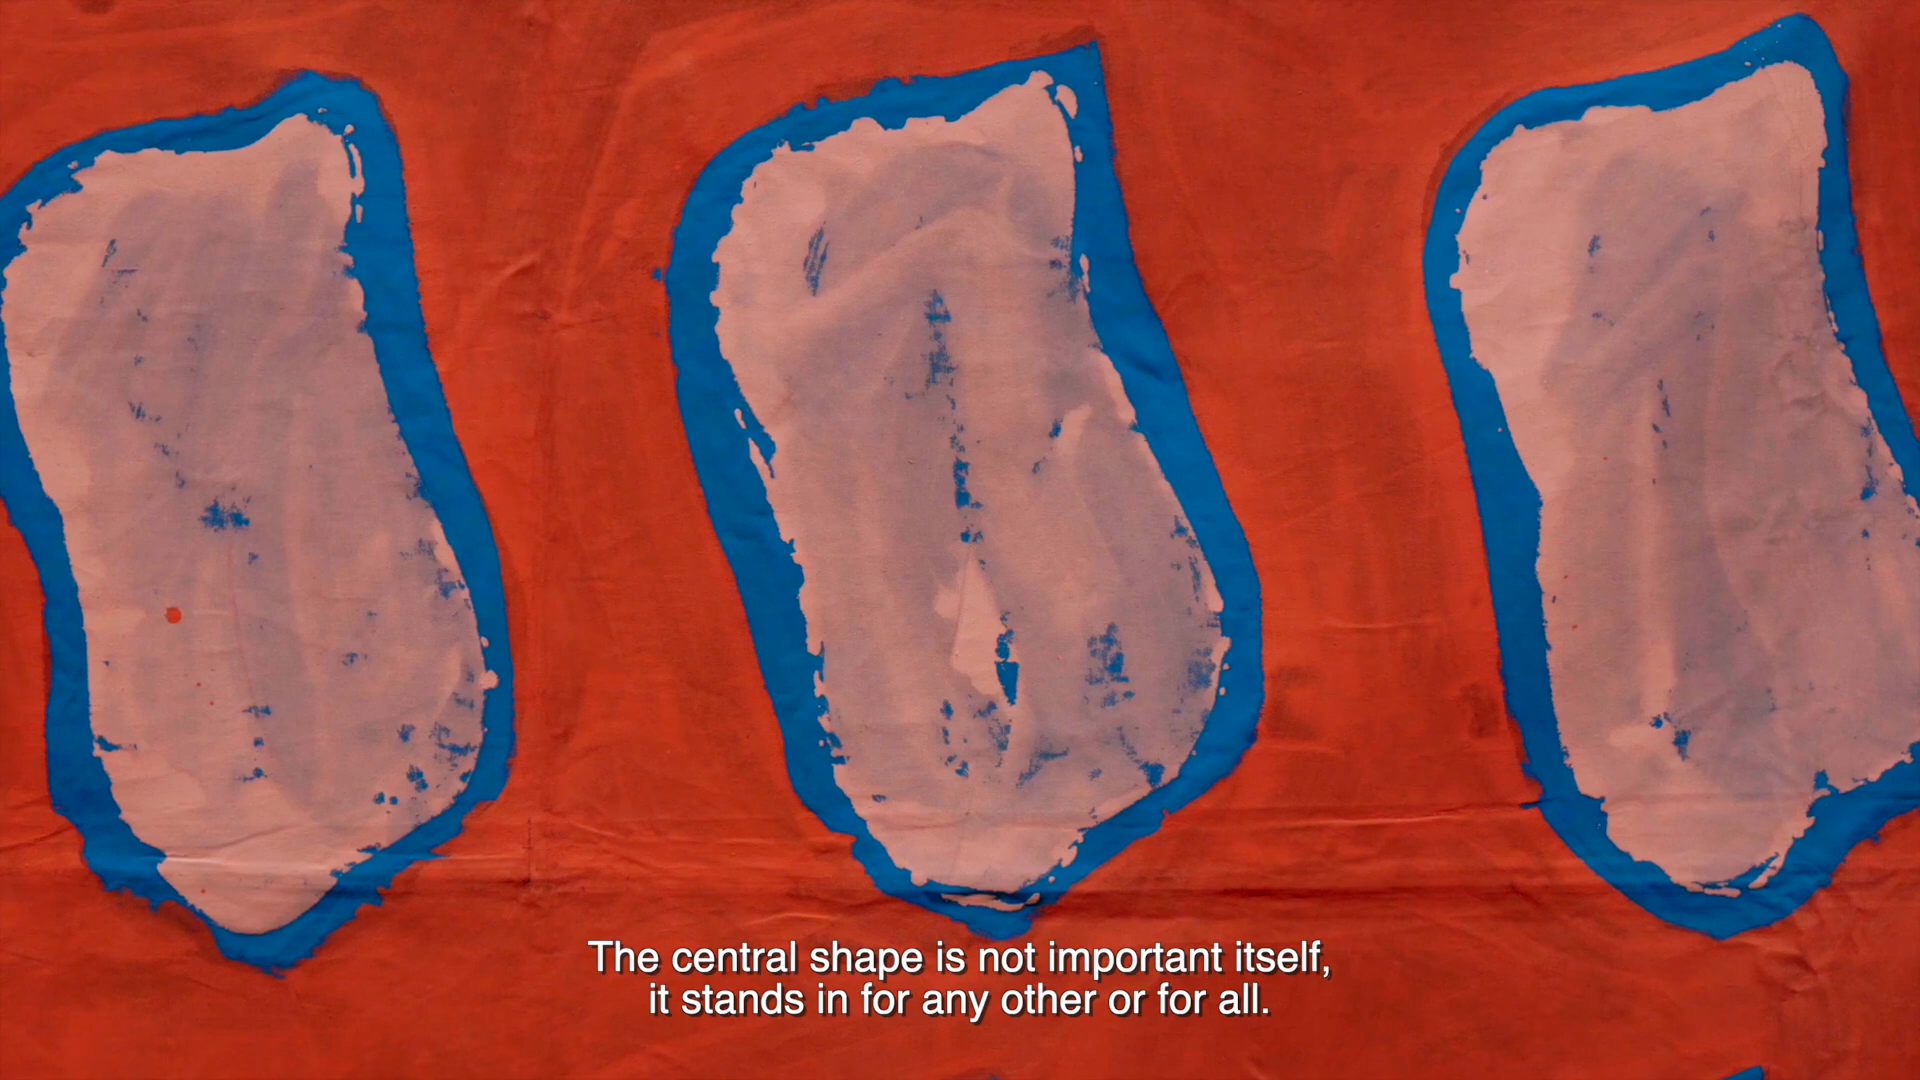 The central shape is not important itself,
it stands in for any other or for all.